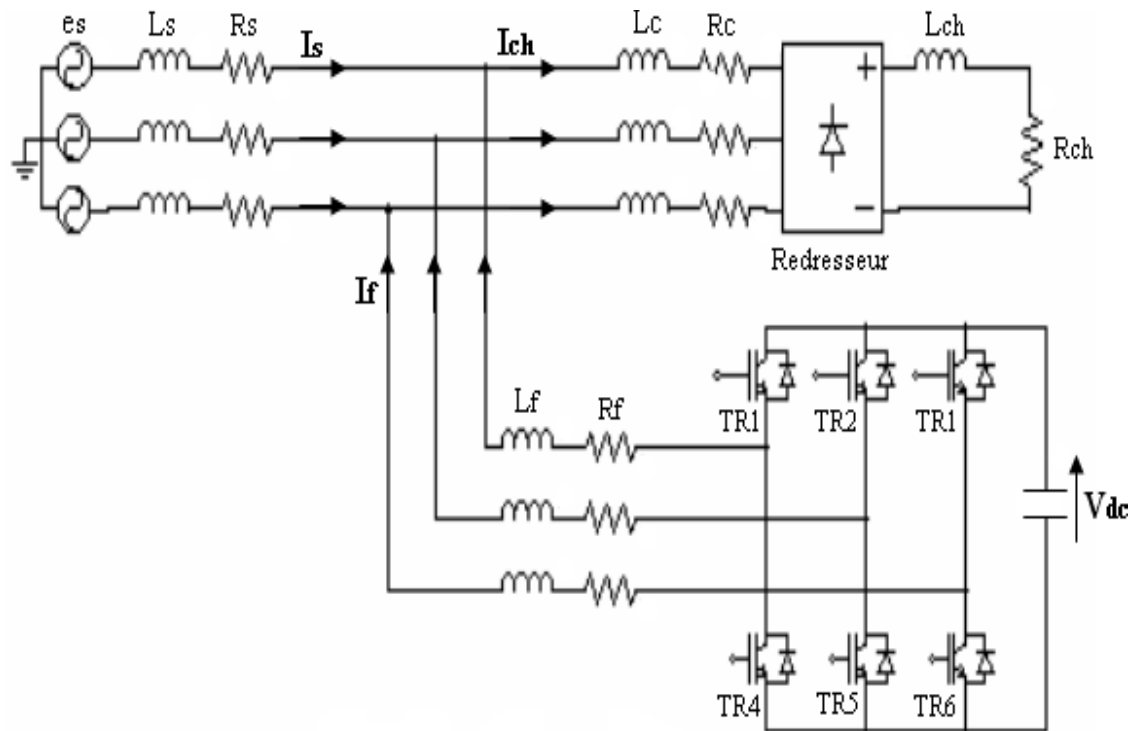 es Ls Rs Is Ich Lc Rc Lch
+
Rch
−
Redresseur
If
Lf Rf
TR1 TR2 TR1
Vdc
TR4 TR5 TR6